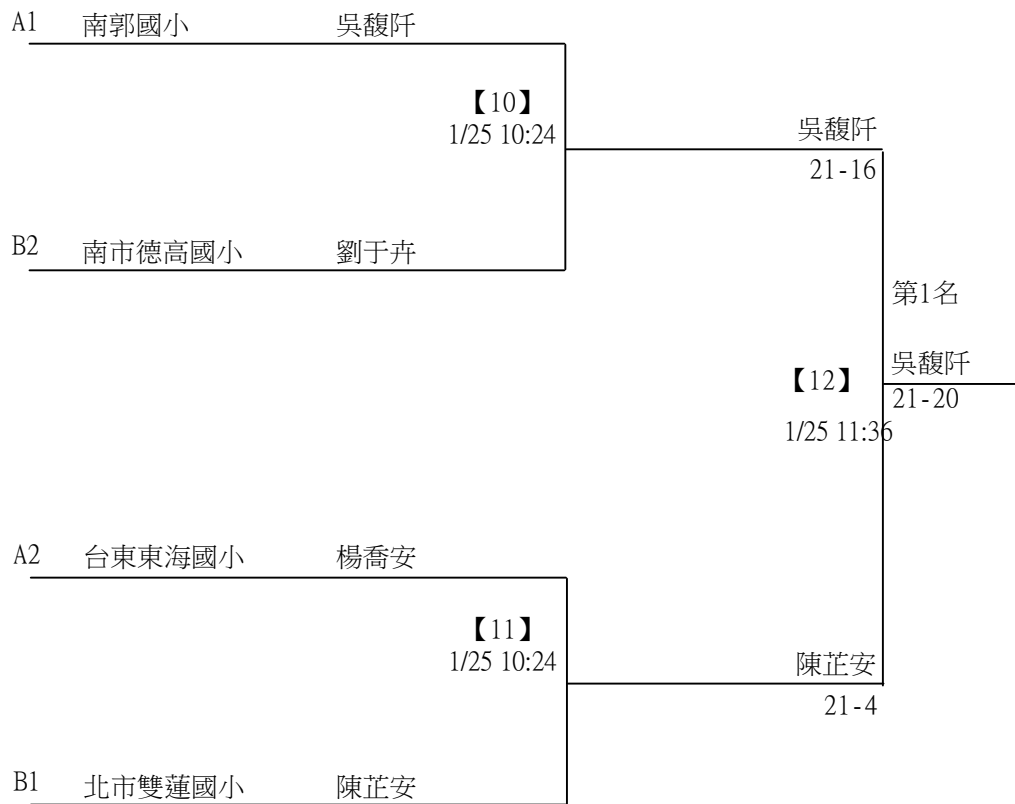 A1 南郭國小 吳馥阡
【10】
1/25 10:24
吳馥阡
21-16
B2 南市德高國小 劉于卉
第1名
【12】
吳馥阡
21-20
1/25 11:36
A2 台東東海國小 楊喬安
【11】
1/25 10:24
陳芷安
21-4
B1 北市雙蓮國小 陳芷安